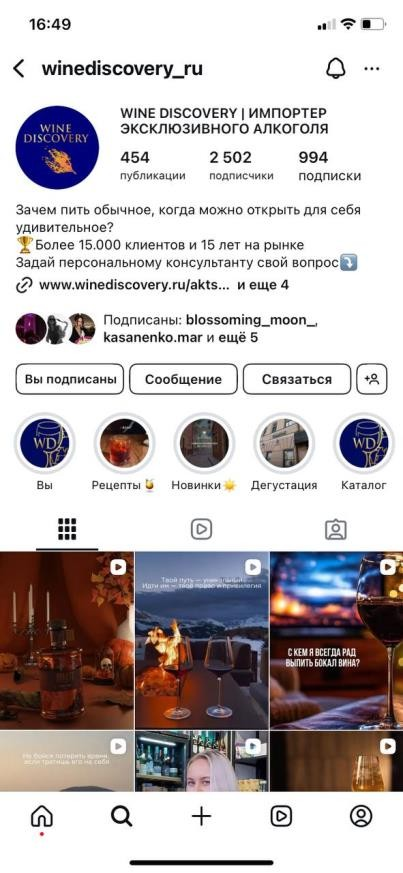 16:49
winediscovery_ru
WINE
DISCOVERY
WINE DISCOVERY | ИМПОРТЕР
ЭКСКЛЮЗИВНОГО АЛКОГОЛЯ
454 2 502 994
публикации подписчики подписки
Зачем пить обычное, когда можно открыть для себя
удивительное?
Более 15.000 клиентов и 15 лет на рынке
Задай персональному консультанту свой вопрос
www.winediscovery.ru/akts... и еще 4
Подписаны: blossoming_moon_,
kasanenko.mar и ещё 5
Вы подписаны Сообщение Связаться
WD WD
Вы Рецепты Новинки Дегустация Каталог
Твой путь — уникальный
Идти им — твоё право и привилегия
С КЕМ Я ВСЕГДА РАД
ВЫПИТЬ БОКАЛ ВИНА?
Не бойся потерять время,
если тратишь его на себя